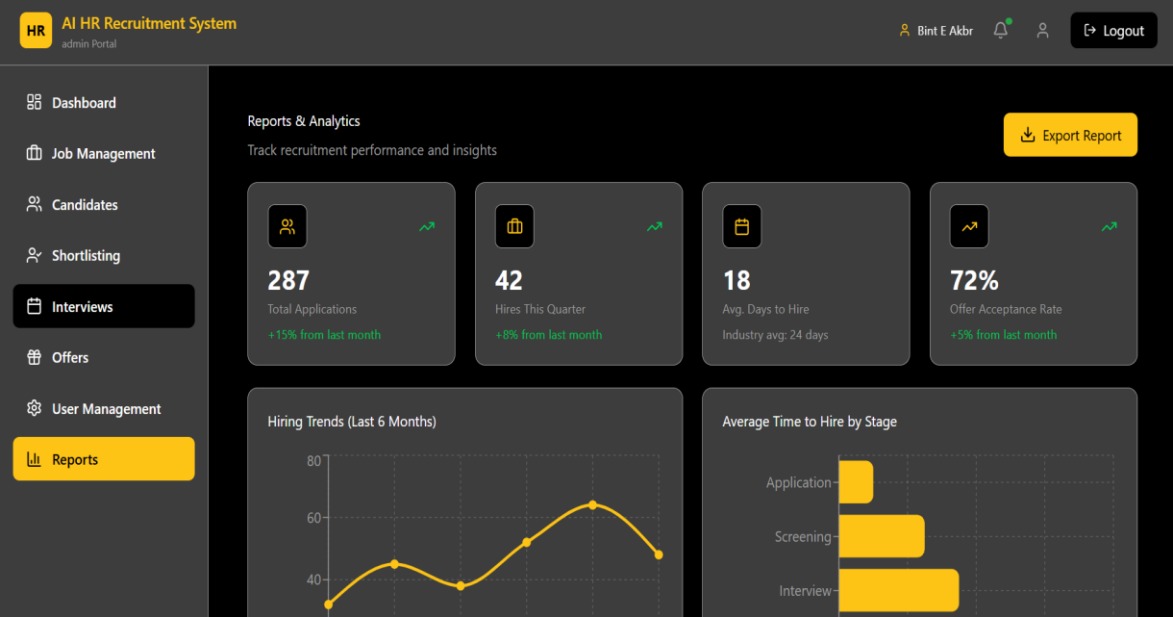 HR
AI HR Recruitment System
admin Portal
Bint E Akbr
Logout
Dashboard
Job Management
Candidates
Shortlisting
Interviews
Offers
User Management
Reports
Reports & Analytics
Track recruitment performance and insights
Export Report
287
Total Applications
+15% from last month
42
Hires This Quarter
+8% from last month
18
Avg. Days to Hire
Industry avg: 24 days
72%
Offer Acceptance Rate
+5% from last month
Hiring Trends (Last 6 Months)
80
60
40
Average Time to Hire by Stage
Application
Screening
Interview